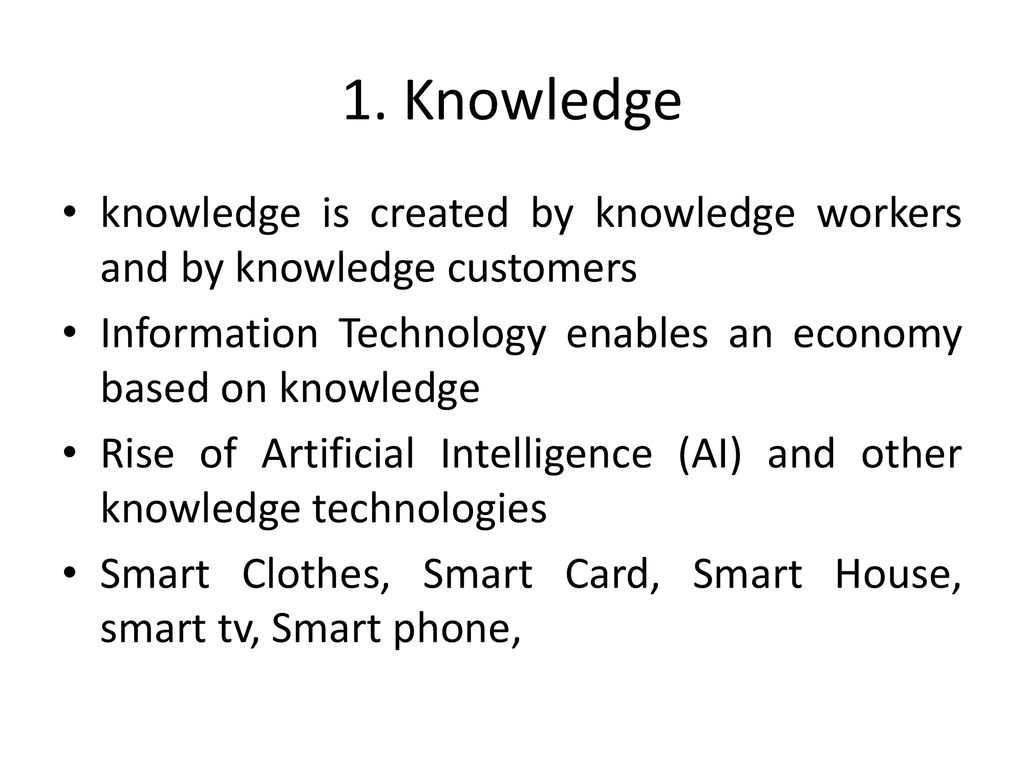 1. Knowledge
• knowledge is created by knowledge workers
and by knowledge customers
• Information Technology enables an economy
based on knowledge
• Rise of Artificial Intelligence (AI) and other
knowledge technologies
• Smart Clothes, Smart Card, Smart House,
smart tv, Smart phone,